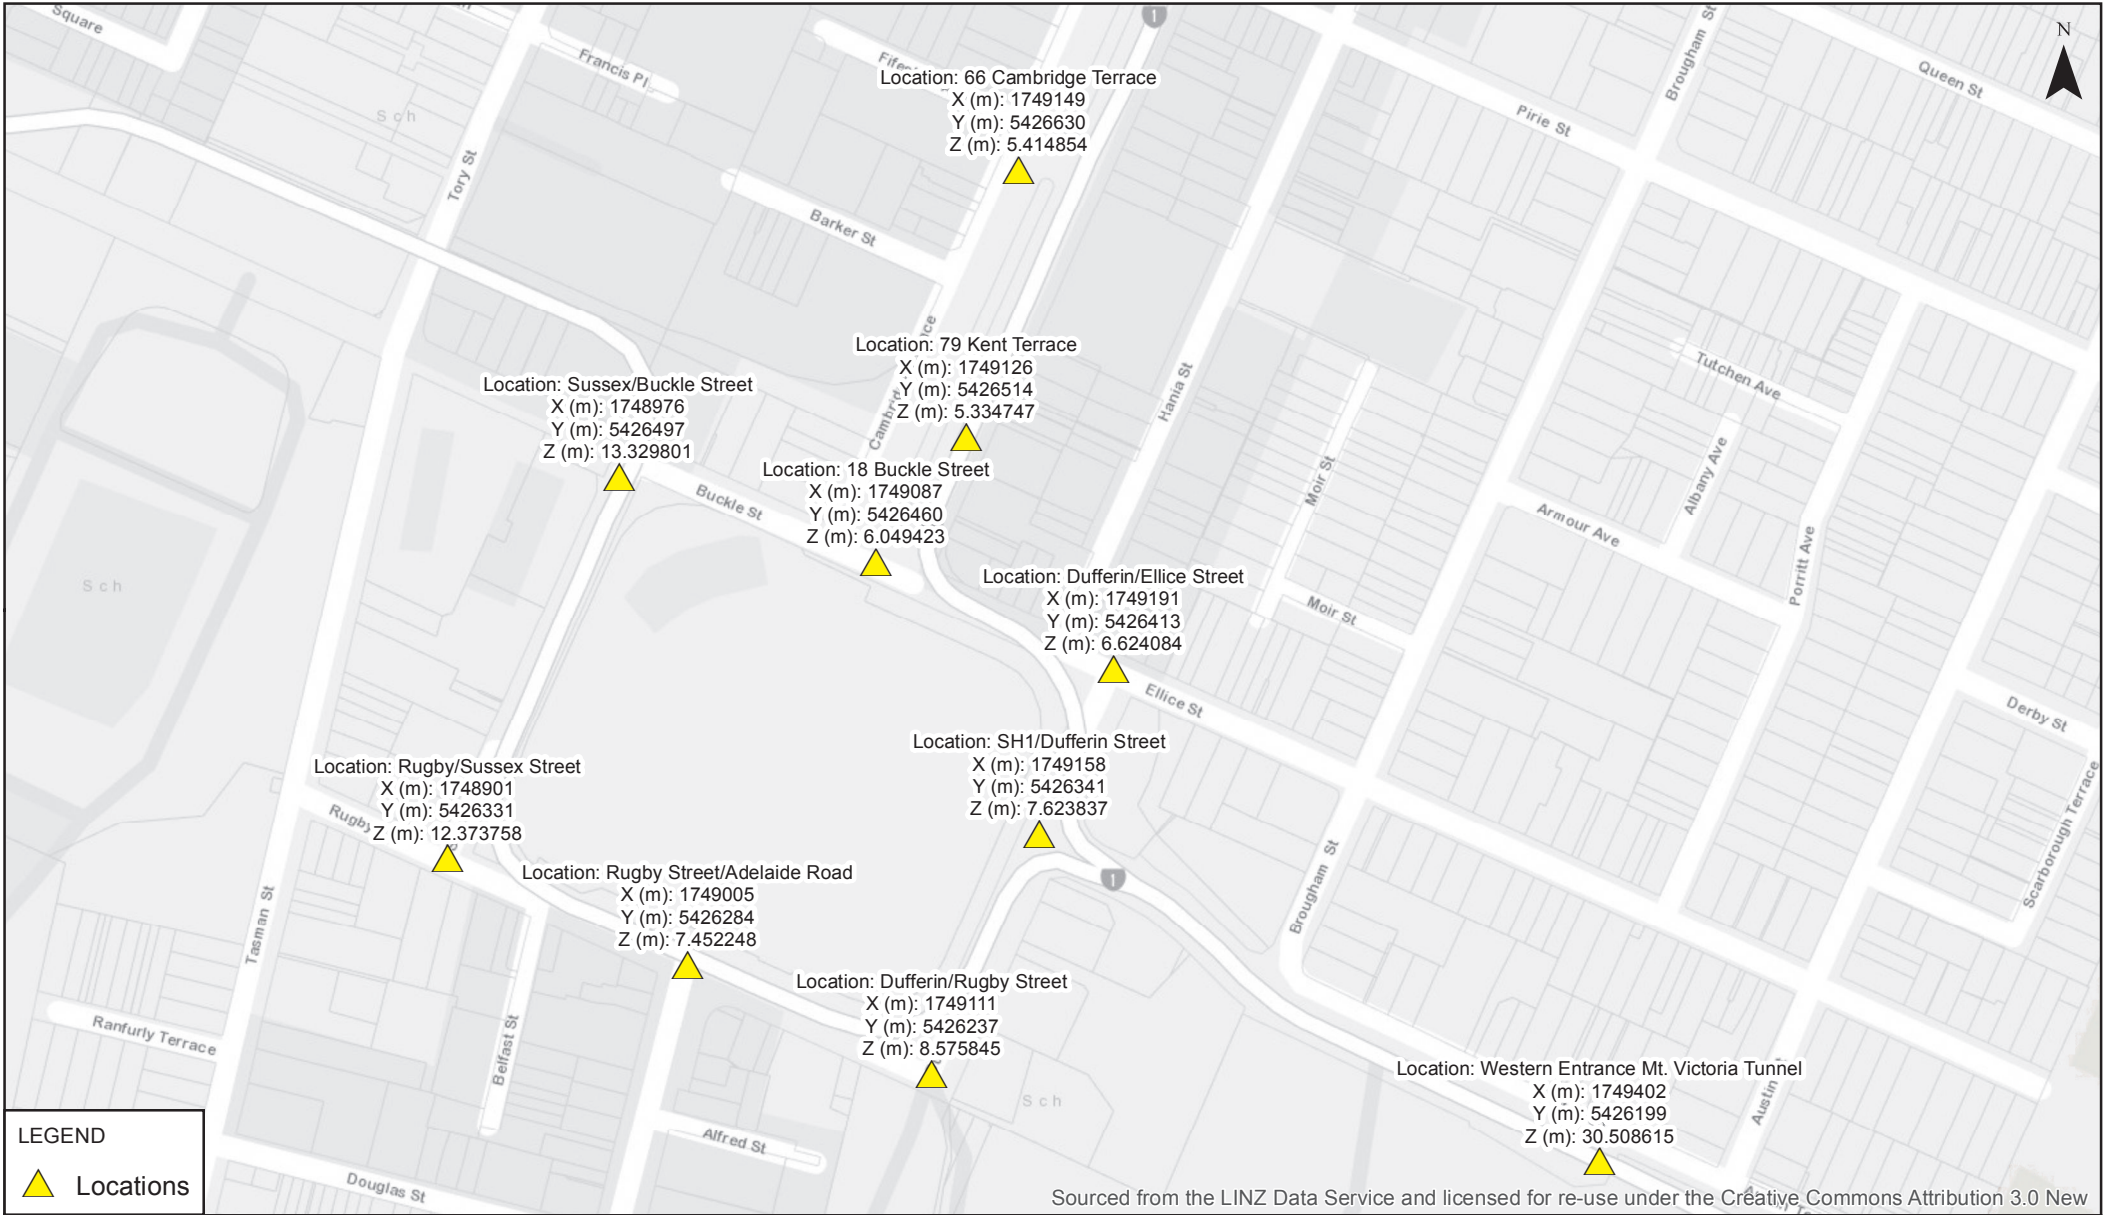 Square
Francis Pl
Sch
Tory St
Location: 66 Cambridge Terrace
X (m): 1749149
Y (m): 5426630
Z (m): 5.414854
1
Brougham St
Queen St
Pirie St
N
Barker St
Location: 79 Kent Terrace
X (m): 1749126
Y (m): 5426514
Z (m): 5.334747
Hania St
Tutchen Ave
Location: Sussex/Buckle Street
X (m): 1748976
Y (m): 5426497
Z (m): 13.329801
Buckle St
Location: 18 Buckle Street
X (m): 1749087
Y (m): 5426460
Z (m): 6.049423
Moir St
Albany Ave
Armour Ave
Porritt Ave
Sch
Location: Dufferin/Ellice Street
X (m): 1749191
Y (m): 5426413
Z (m): 6.624084
Moir St
Ellice St
Derby St
Location: Rugby/Sussex Street
X (m): 1748901
Y (m): 5426331
Z (m): 12.373758
Rugby
Location: SH1/Dufferin Street
X (m): 1749158
Y (m): 5426341
Z (m): 7.623837
1
Scarborough Terrace
Brougham St
Tasman St
Location: Rugby Street/Adelaide Road
X (m): 1749005
Y (m): 5426284
Z (m): 7.452248
Location: Dufferin/Rugby Street
X (m): 1749111
Y (m): 5426237
Z (m): 8.575845
Ranfurly Terrace
Belfast St
Sch
Location: Western Entrance Mt. Victoria Tunnel
X (m): 1749402
Y (m): 5426199
Z (m): 30.508615
Austin
Alfred St
Douglas St
LEGEND
Locations
Sourced from the LINZ Data Service and licensed for re-use under the Creative Commons Attribution 3.0 New